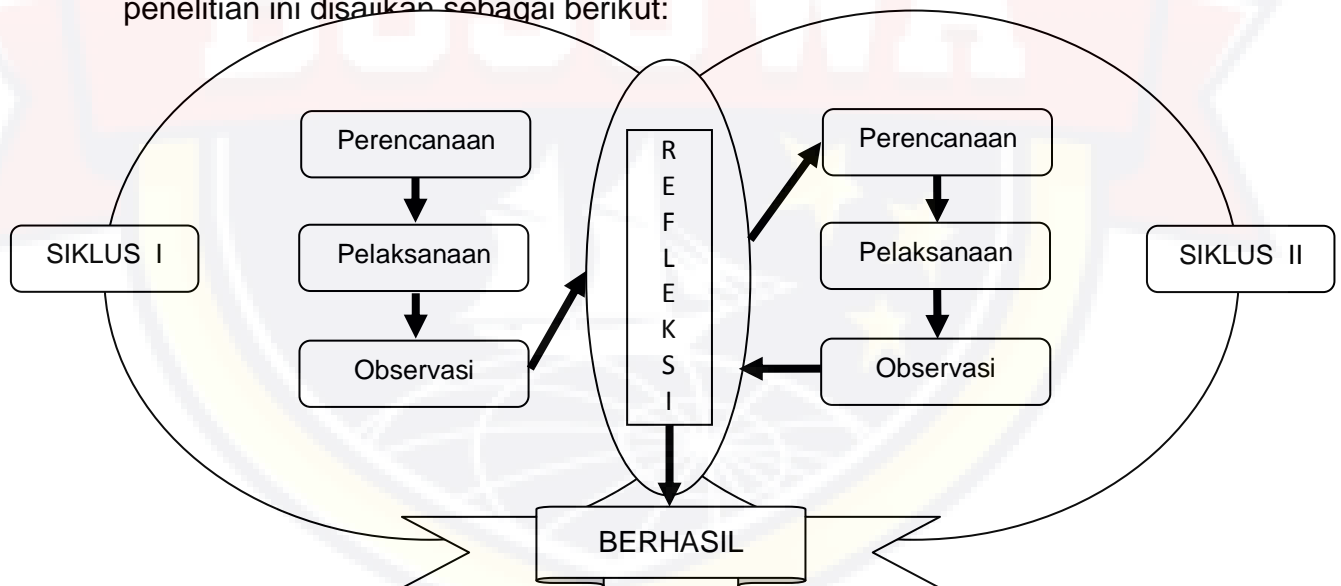 penelitian ini disajikan sebagai berikut:
SIKLUS I
Perencanaan
Pelaksanaan
Observasi
R
E
F
L
E
K
S
I
Perencanaan
Pelaksanaan
Observasi
SIKLUS II
BERHASIL